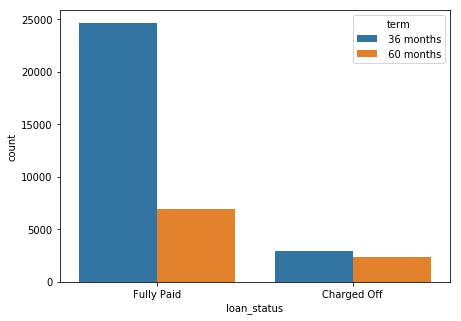 25000
20000
15000
10000
5000
0
count
term
36 months
60 months
Fully Paid
Charged Off
loan_status